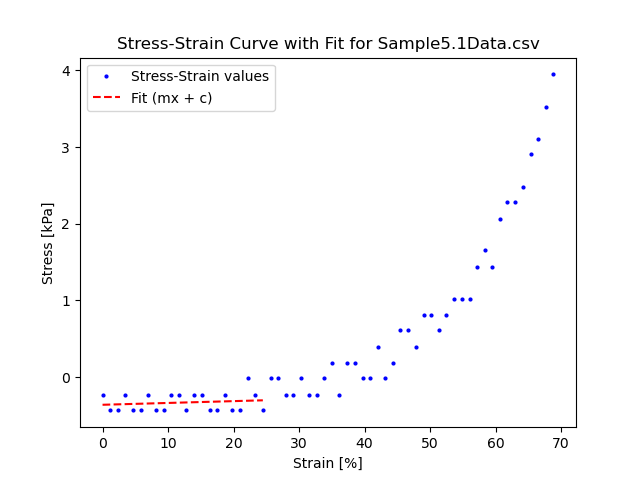 Stress-Strain Curve with Fit for Sample5.1Data.csv
Stress-Strain values
Fit (mx + c)
4
3
2
1
0
Stress [kPa]
0 10 20 30 40 50 60 70
Strain [%]